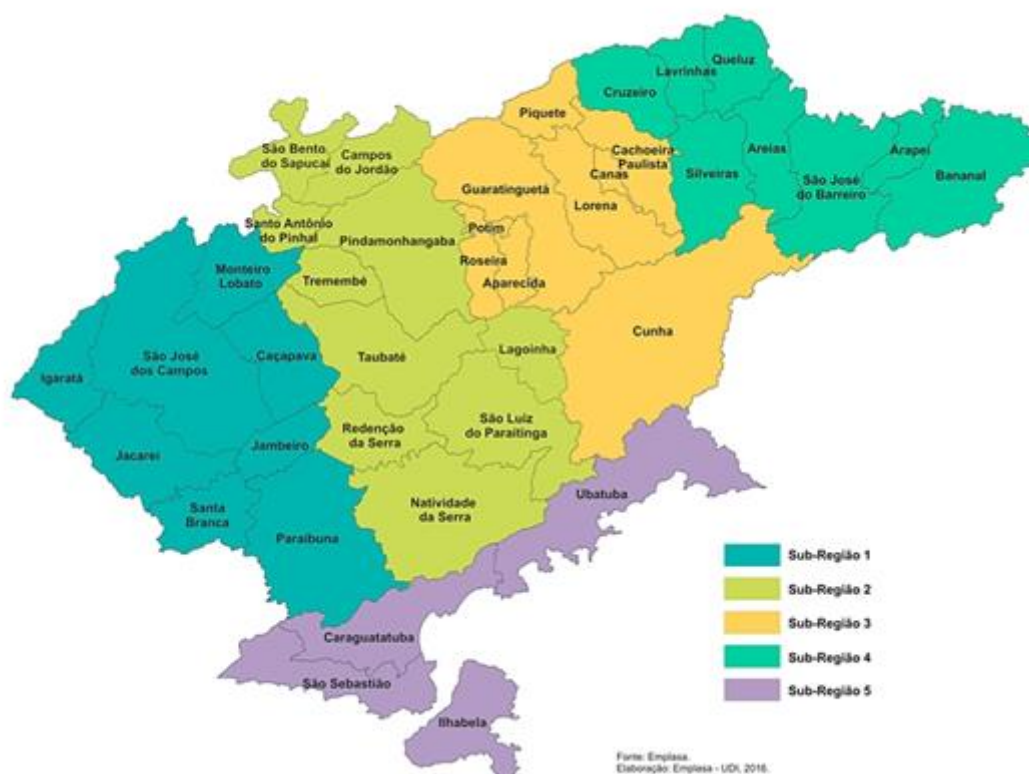 Queluz
Lavrinhas
Cruzeiro
Piquete
São Bento
do Sapucaí
Campos
do Jordão
Cachoeira
Paulista
Canas
Areias
Arapeí
Silveiras
Bananal
São José
do Barreiro
Guaratinguetá
Lorena
Santo Antônio
do Pinhal
Pindamonhangaba
Potim
Roseira
Aparecida
Monteiro
Lobato
Tremembé
Cunha
Caçapava
São José
dos Campos
Taubaté
Lagoinha
Igaratá
Redenção
da Serra
São Luiz
do Paraitinga
Jambeiro
Jacareí
Santa
Branca
Natividade
da Serra
Ubatuba
Paraibuna
Sub-Região 1
Sub-Região 2
Sub-Região 3
Sub-Região 4
Sub-Região 5
Caraguatatuba
São Sebastião
Ilhabela
Fonte: Emplasa.
Elaboração: Emplasa - UDI, 2016.